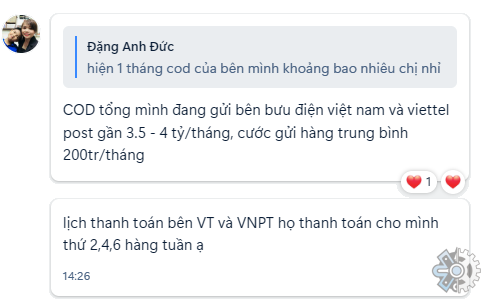 Đặng Anh Đức
hiện 1 tháng cod của bên mình khoảng bao nhiêu chị nhỉ
COD tổng mình đang gửi bên bưu điện việt nam và viettel
post gần 3.5 - 4 tỷ/tháng, cước gửi hàng trung bình
200tr/tháng
1
lịch thanh toán bên VT và VNPT họ thanh toán cho mình
thứ 2,4,6 hàng tuần ạ
14:26